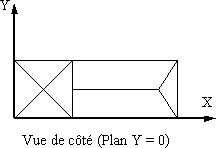 Y
X
Vue de côté (Plan Y = 0)